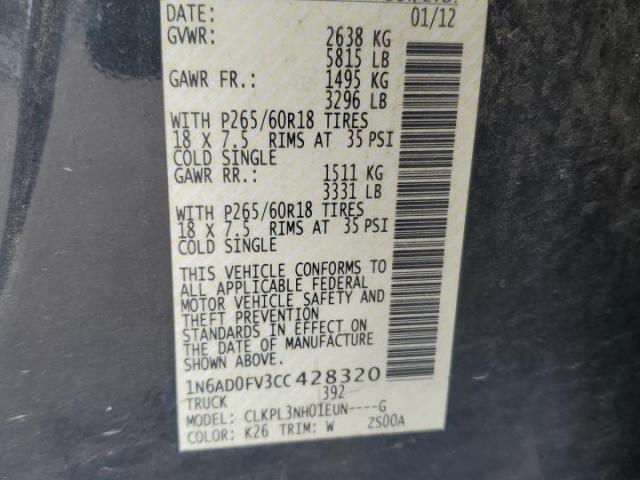 DATE: 01/12
GVWR: 2638 KG
5815 LB
GAWR FR.: 1495 KG
3296 LB
WITH P265/60R18 TIRES
18 X 7.5 RIMS AT 35 PSI
COLD SINGLE
GAWR RR.: 1511 KG
3331 LB
WITH P265/60R18 TIRES
18 X 7.5 RIMS AT 35 PSI
COLD SINGLE
THIS VEHICLE CONFORMS TO
ALL APPLICABLE FEDERAL
MOTOR VEHICLE SAFETY AND
THEFT PREVENTION
STANDARDS IN EFFECT ON
THE DATE OF MANUFACTURE
SHOWN ABOVE.
1N6AD0FV3CC428320
TRUCK 392
MODEL: CLKPL3NH01EUN----G
COLOR: K26 TRIM: W ZS00A